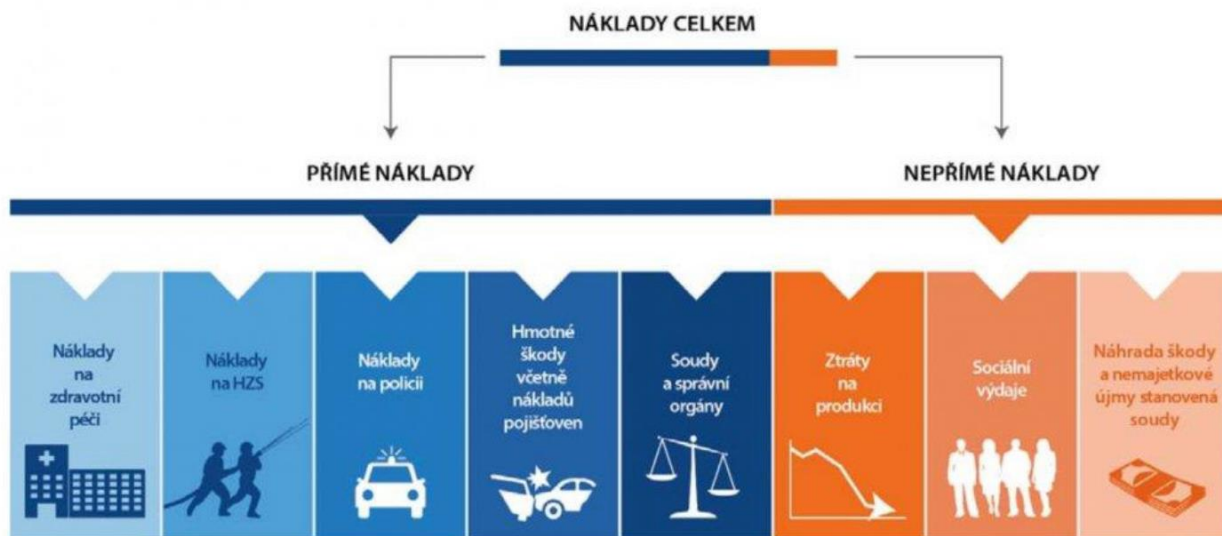 NÁKLADY CELKEM
PŘÍMÉ NÁKLADY
NEPŘÍMÉ NÁKLADY
Náklady
na
zdravotní
péči
Náklady
na HZS
Náklady
na policii
Hmotné
škody
včetně
nákladů
pojišťoven
Soudy
a správní
orgány
Ztráty
na
produkci
Sociální
výdaje
Náhrada škody
a nemajetkové
újmy stanovená
soudy